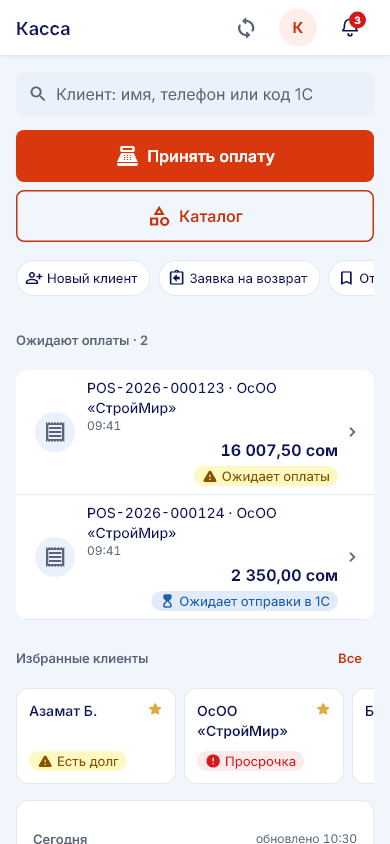 Касса
К
3
Клиент: имя, телефон или код 1С
Принять оплату
Каталог
Новый клиент
Заявка на возврат
От
Ожидают оплаты · 2
POS-2026-000123 · ОсОО
«СтройМир»
09:41
16 007,50 сом
Ожидает оплаты
POS-2026-000124 · ОсОО
«СтройМир»
09:41
2 350,00 сом
Ожидает отправки в 1С
Избранные клиенты
Все
Азамат Б.
Есть долг
ОсОО
«СтройМир»
Просрочка
Б
Сегодня
обновлено 10:30